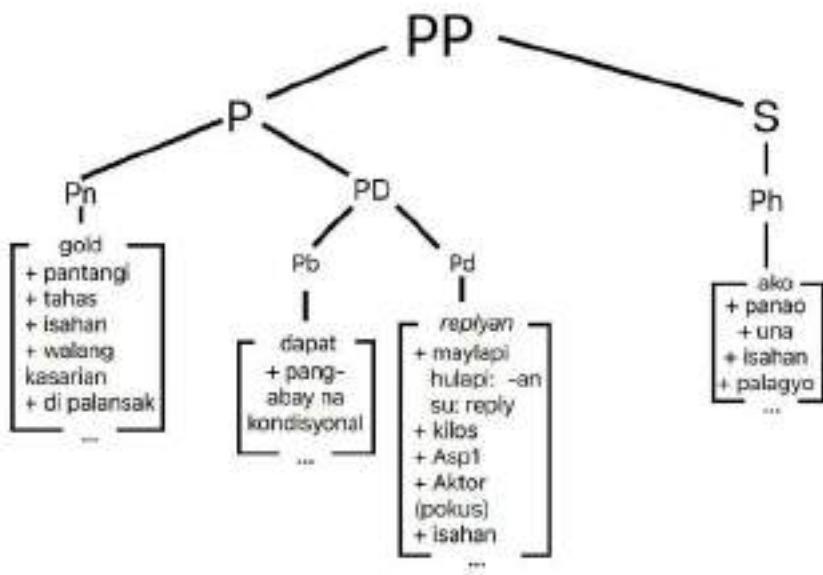 PP
P
S
Pn
PD
Ph
Pb
Pd
gold
+ pantangi
+ tahas
+ isahan
+ walang
kasarian
+ di palansak
...
dapat
+ pang-
abay na
kondisyonal
...
replyan
+ maylapi
hulapi: -an
su: reply
+ kilos
+ Asp1
+ Aktor
(pokus)
+ isahan
....
ako
+ panao
+ una
+ isahan
+ palagyo
...